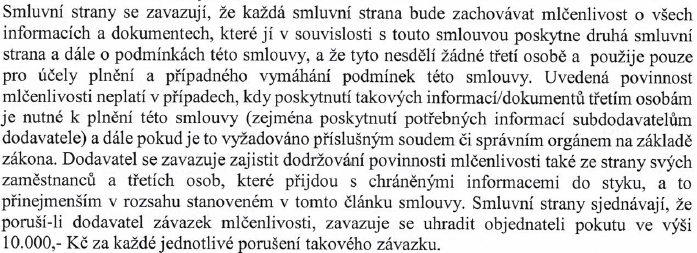 Smluvní strany se zavazují, že každá smluvní strana bude zachovávat mlčenlivost o všech
informacích a dokumentech, které jí v souvislosti s touto smlouvou poskytne druhá smluvní
strana a dále o podmínkách této smlouvy, a že tyto nesdělí žádné třetí osobě a použije pouze
pro účely plnění a případného vymáhání podmínek této smlouvy. Uvedená povinnost
mlčenlivosti neplatí v případech, kdy poskytnutí takových informací/dokumentů třetím osobám
je nutné k plnění této smlouvy (zejména poskytnutí potřebných informací subdodavatelům
dodavatele) a dále pokud je to vyžadováno příslušným soudem či správním orgánem na základě
zákona. Dodavatel se zavazuje zajistit dodržování povinnosti mlčenlivosti také ze strany svých
zaměstnanců a třetích osob, které přijdou s chráněnými informacemi do styku, a to
přinejmenším v rozsahu stanoveném v tomto článku smlouvy. Smluvní strany sjednávají, že
poruší-li dodavatel závazek mlčenlivosti, zavazuje se uhradit objednateli pokutu ve výši
10.000,- Kč za každé jednotlivé porušení takového závazku.